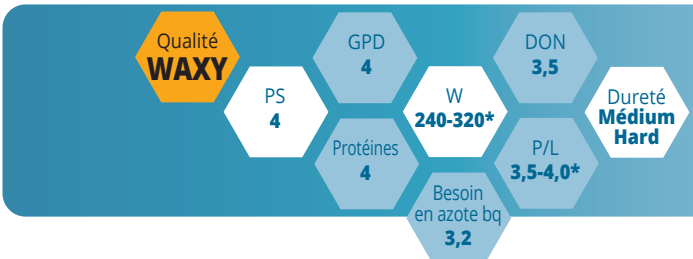 Qualité
WAXY
PS
4
GPD
4
Protéines
4
W
240-320*
Besoin
en azote bq
3,2
DON
3,5
P/L
3,5-4,0*
Dureté
Médium
Hard